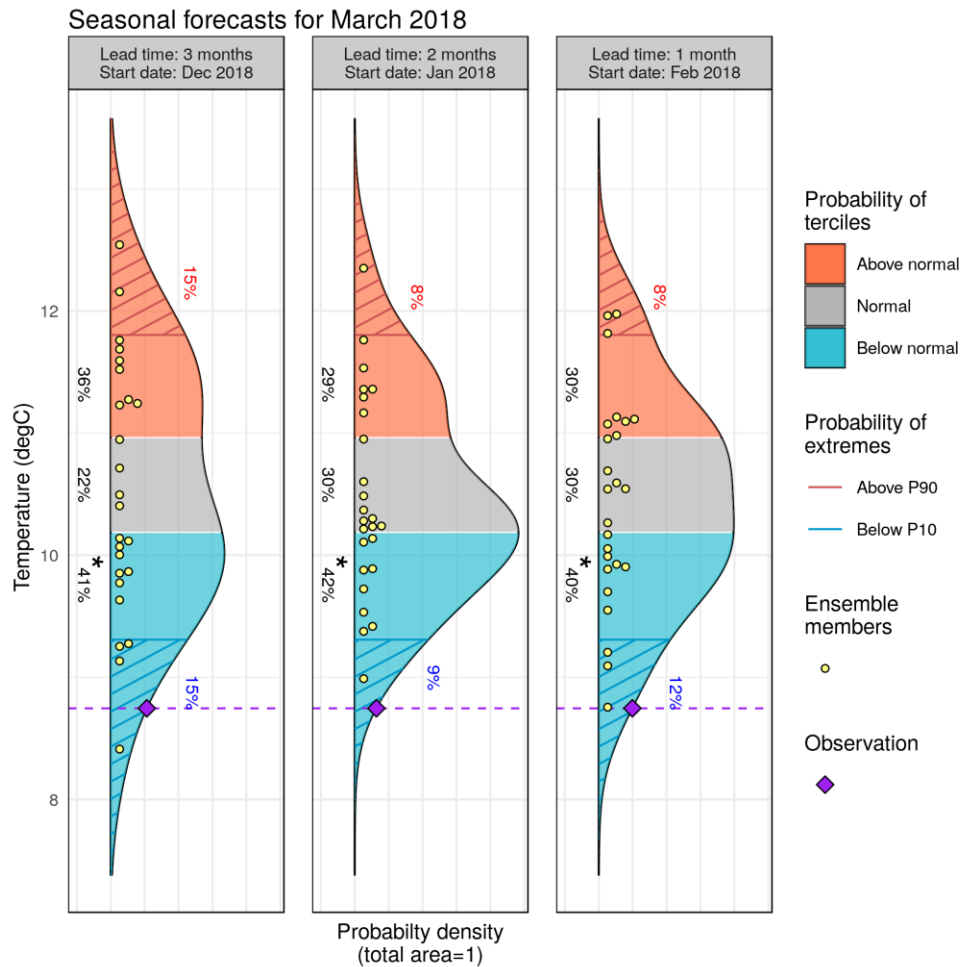 Seasonal forecasts for March 2018
Lead time: 3 months
Start date: Dec 2018
Lead time: 2 months
Start date: Jan 2018
Lead time: 1 month
Start date: Feb 2018
Temperature (degC)
12
10
8
15%
36%
22%
*
41%
15%
8%
29%
30%
*
42%
9%
8%
30%
30%
*
40%
12%
Probabilty density
(total area=1)
Probability of
terciles
Above normal
Normal
Below normal
Probability of
extremes
Above P90
Below P10
Ensemble
members
Observation